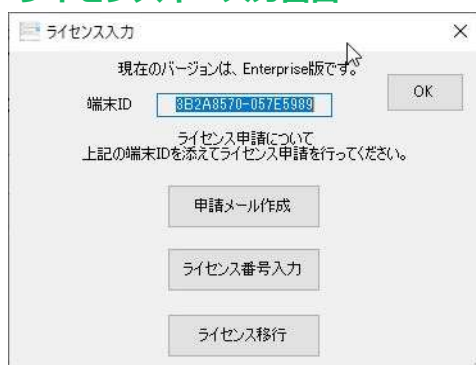 ライセンス入力
現在のバージョンは、Enterprise版です。
OK
端末ID 3B2A8570-057E5989
ライセンス申請について
上記の端末IDを添えてライセンス申請を行ってください。
申請メール作成
ライセンス番号入力
ライセンス移行